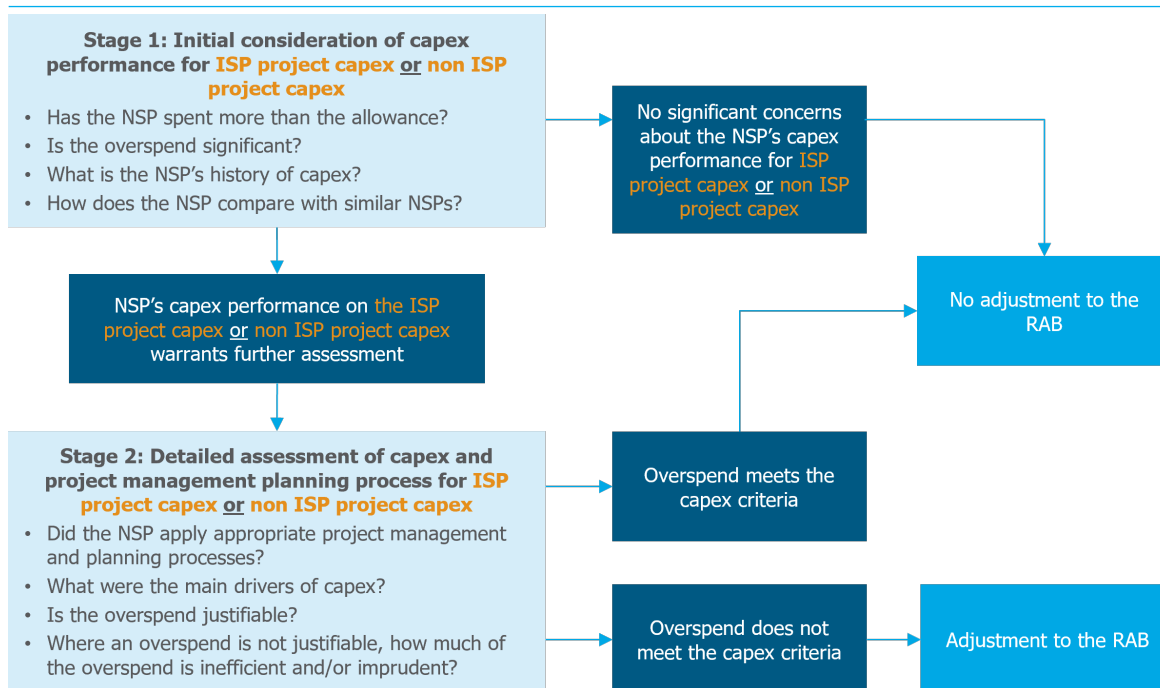 Stage 1: Initial consideration of capex
performance for ISP project capex or non ISP
project capex
• Has the NSP spent more than the allowance?
• Is the overspend significant?
• What is the NSP's history of capex?
• How does the NSP compare with similar NSPs?
No significant concerns
about the NSP's capex
performance for ISP
project capex or non ISP
project capex
No adjustment to the
RAB
NSP's capex performance on the ISP
project capex or non ISP project capex
warrants further assessment
Stage 2: Detailed assessment of capex and
project management planning process for ISP
project capex or non ISP project capex
• Did the NSP apply appropriate project management
and planning processes?
• What were the main drivers of capex?
• Is the overspend justifiable?
• Where an overspend is not justifiable, how much of
the overspend is inefficient and/or imprudent?
Overspend meets the
capex criteria
Overspend does not
meet the capex criteria
Adjustment to the RAB